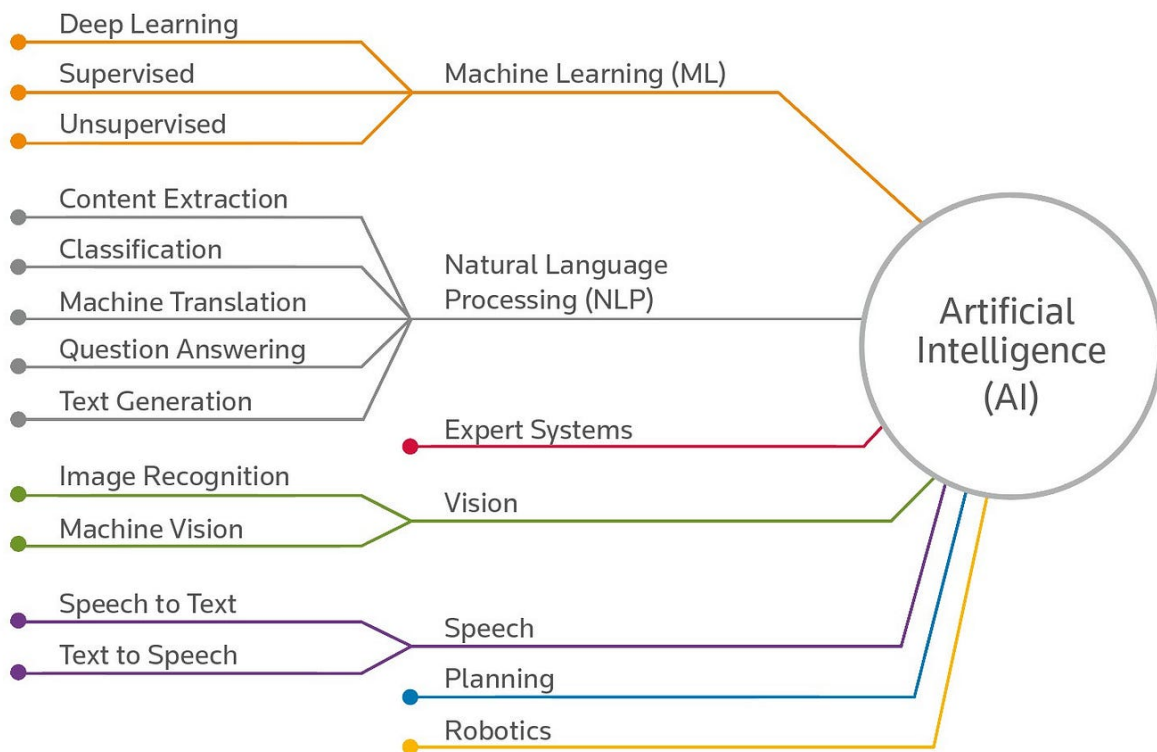 Deep Learning
Supervised
Unsupervised
Machine Learning (ML)
Content Extraction
Classification
Machine Translation
Question Answering
Text Generation
Natural Language
Processing (NLP)
Expert Systems
Image Recognition
Machine Vision
Vision
Speech to Text
Text to Speech
Speech
Planning
Robotics
Artificial
Intelligence
(AI)